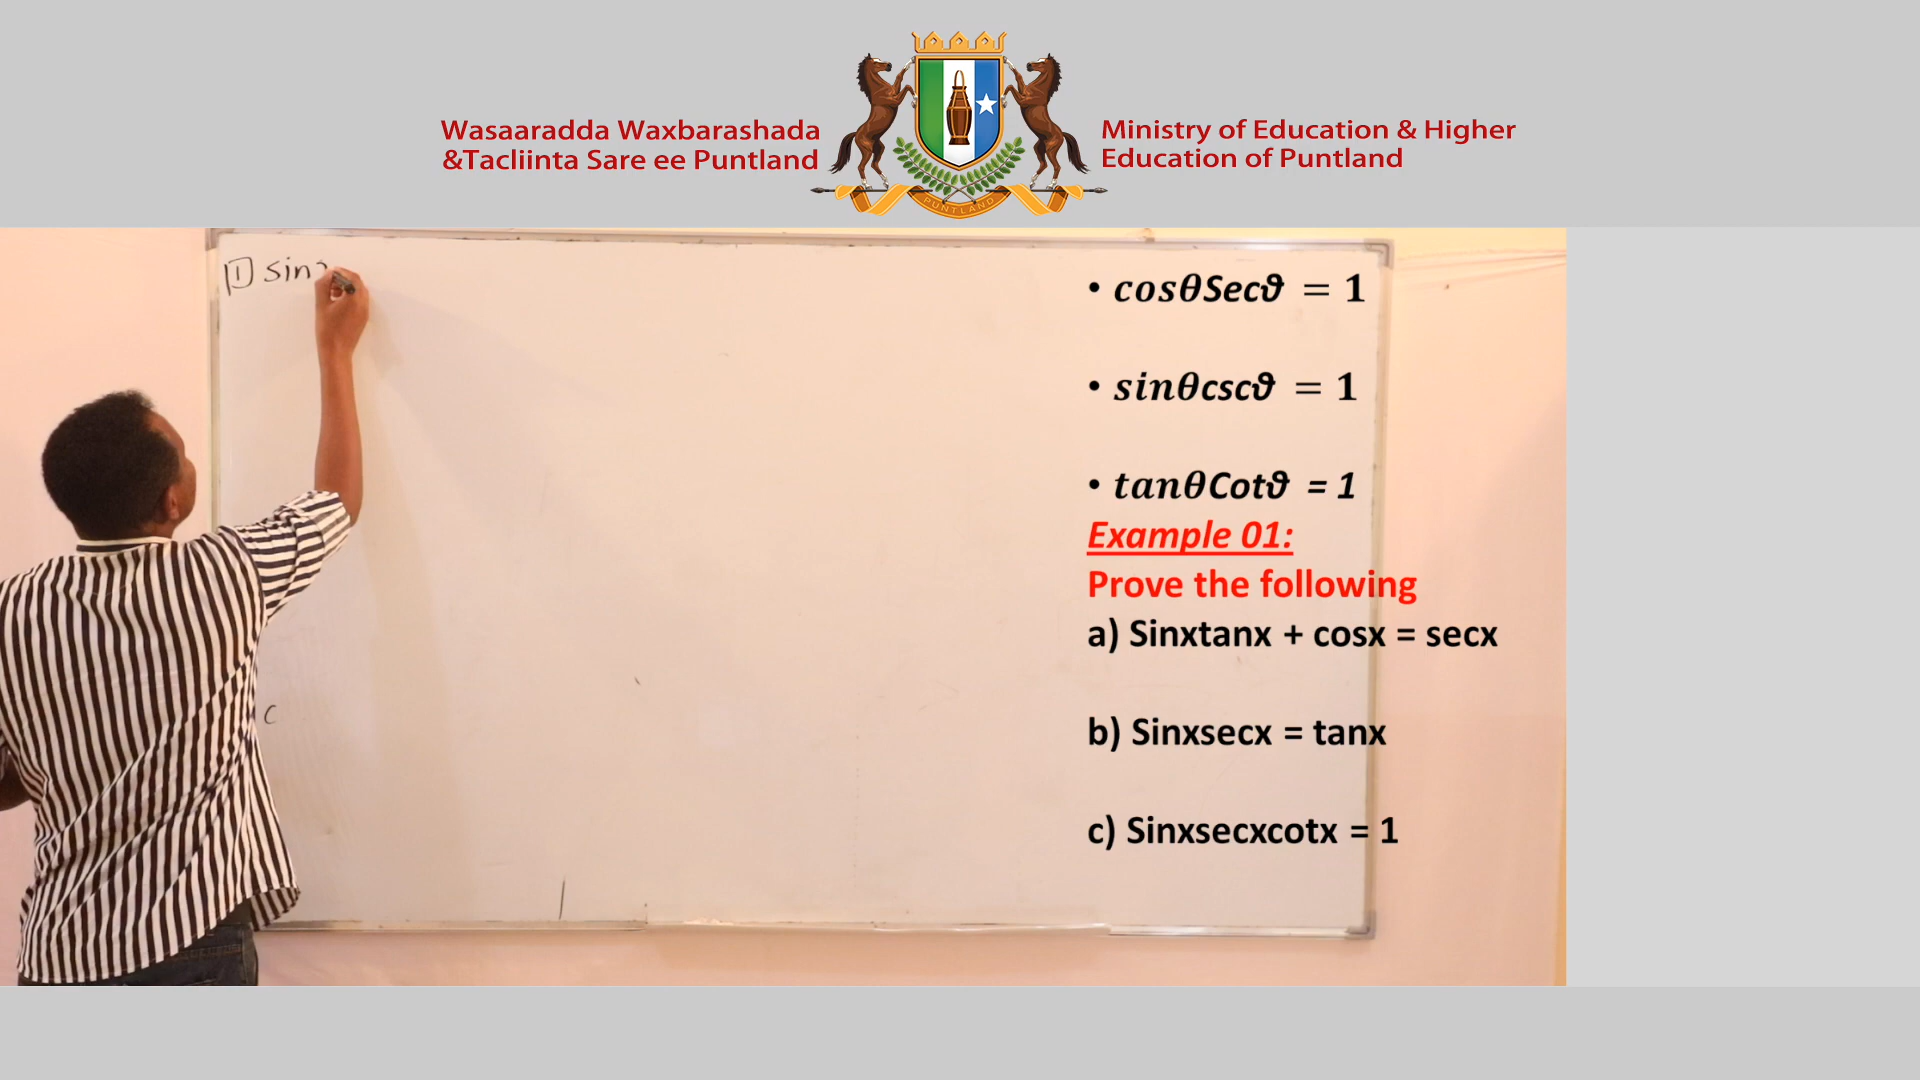 Wasaaradda Waxbarashada
&Tacliinta Sare ee Puntland
PUNTLAND
Ministry of Education & Higher
Education of Puntland
1 sin
c
• cosθSecϑ = 1
• sinθcscϑ = 1
• tanθCotϑ = 1
Example 01:
Prove the following
a) Sinxtanx + cosx = secx
b) Sinxsecx = tanx
c) Sinxsecxcotx = 1